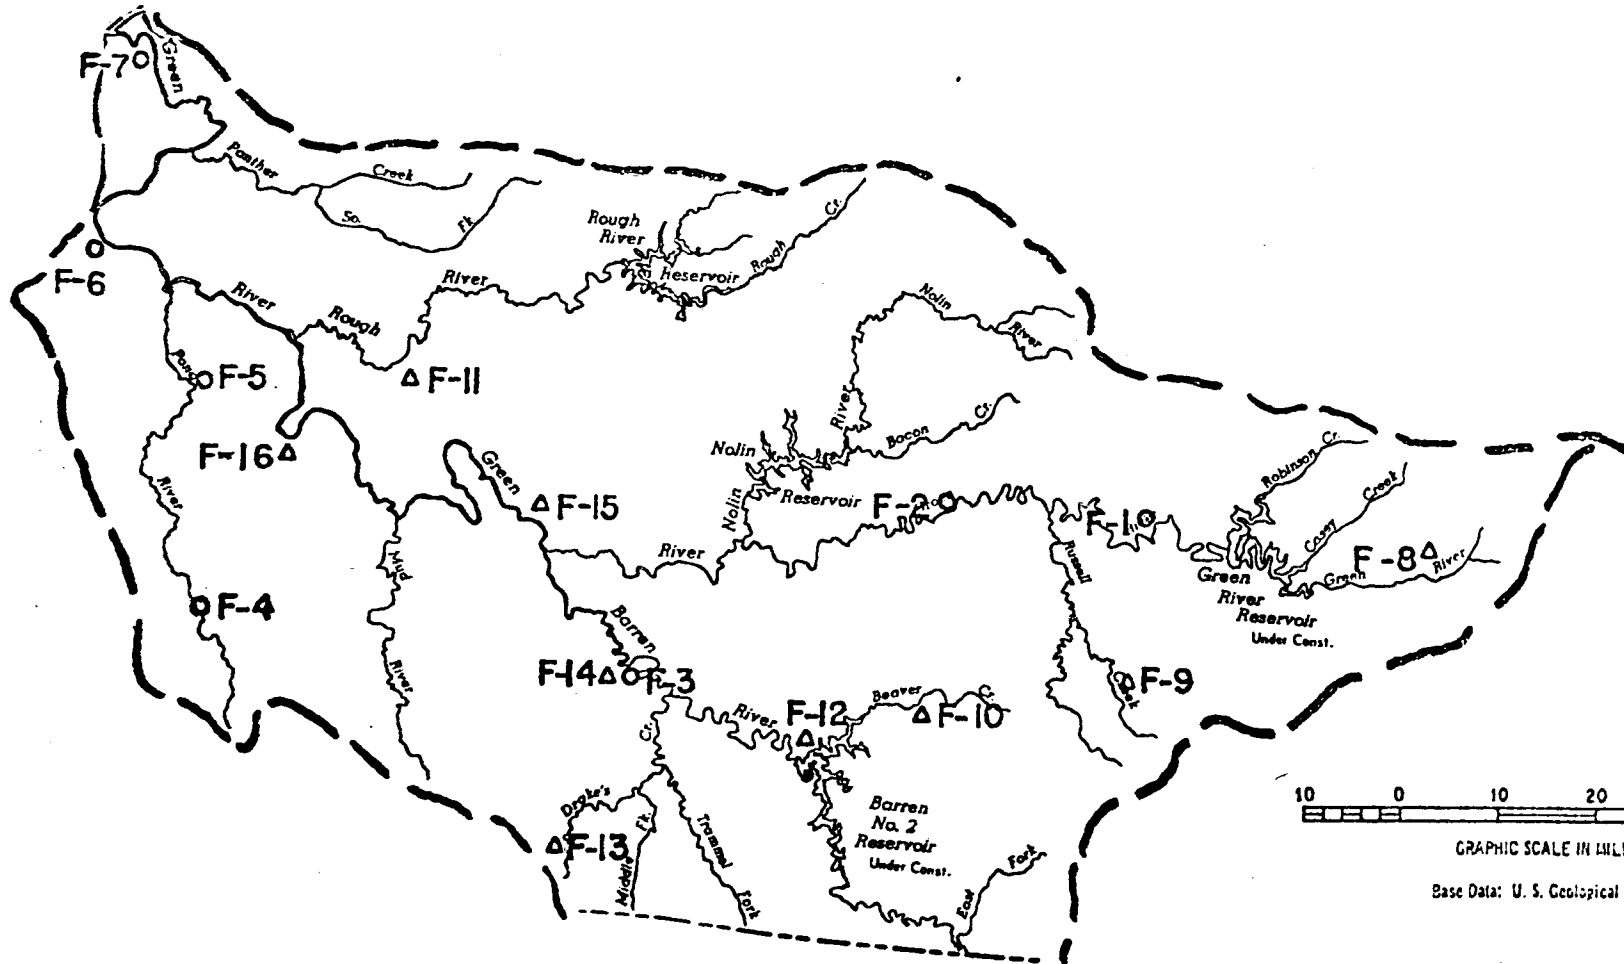 F-7
Green
Panther
Creek
So.
Fk
F-6
River
Rough
River
Rough
River
Reservoir
Rough
Cr.
Pond
F-5
F-11
F-16
River
Nolin
River
River
Bacon
Cr.
Nolin
Reservoir
Nolin
Green
F-15
River
F-2
F-1
Robinson
Cr.
Casey
Creek
F-8
Green
River
Green
River
Reservoir
Under Const.
Mud
River
F-4
Barren
F-14
F-3
Russell
Creek
F-9
River
F-12
Beaver
Cr.
F-10
Cr.
Drake's
Fk.
Middle
F-13
Trammel
Fork
Barren
No. 2
Reservoir
Under Const.
East
Fork
10 0 10 20
GRAPHIC SCALE IN
Base Data: U. S. Geological